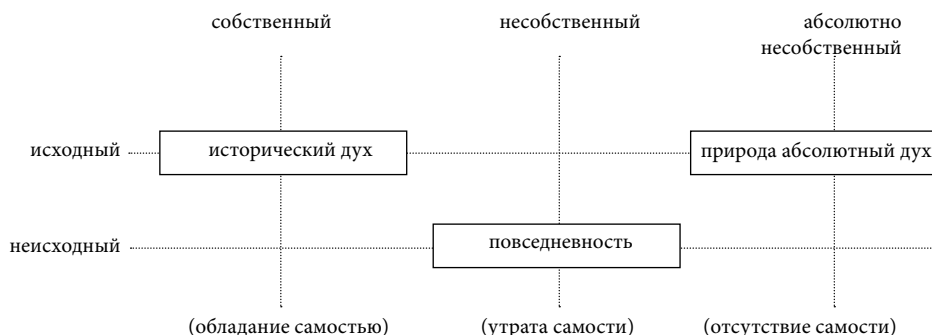 собственный
несобственный
абсолютно
несобственный
исходный
исторический дух
природа абсолютный дух
неисходный
повседневность
(обладание самостью)
(утрата самости)
(отсутствие самости)